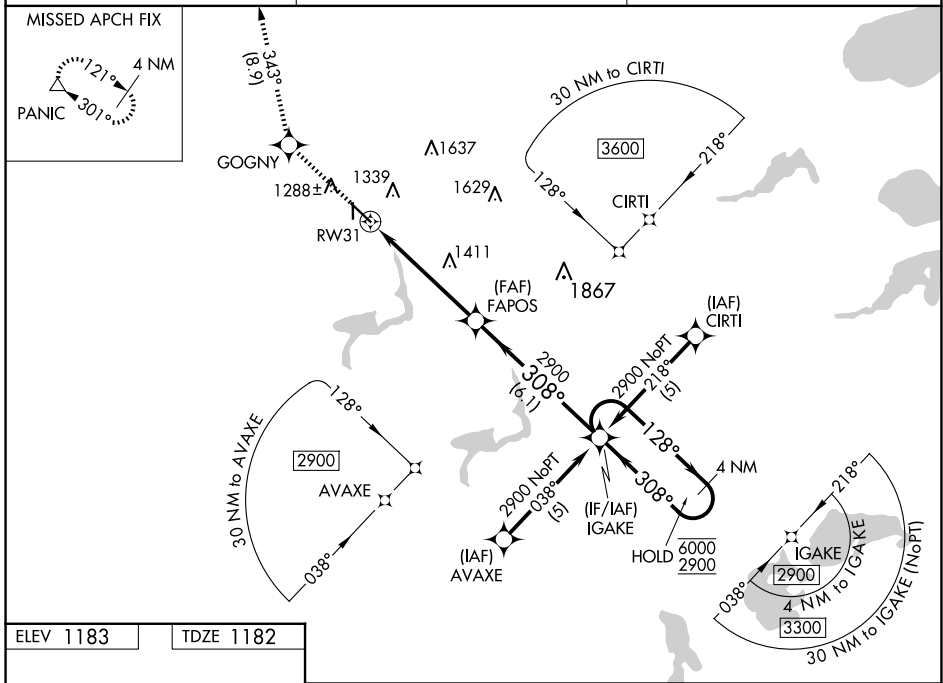 MISSED APCH FIX
4 NM
121°
301°
PANIC
343°
(8.9)
GOGNY
1288±
1339
1637
1629
RW31
1411
1867
(FAF)
FAPOS
30 NM to CIRTI
3600
218°
128°
CIRTI
(IAF)
CIRTI
2900 NoPT
218°
(5)
2900
308°
(6.1)
128°
308°
4 NM
HOLD
6000
2900
(IF/IAF)
IGAKE
2900 NoPT
038°
(5)
(IAF)
AVAXE
30 NM to AVAXE
128°
2900
AVAXE
038°
218°
IGAKE
038°
2900
4 NM to IGAKE
3300
30 NM to IGAKE (NoPT)
ELEV 1183
TDZE 1182